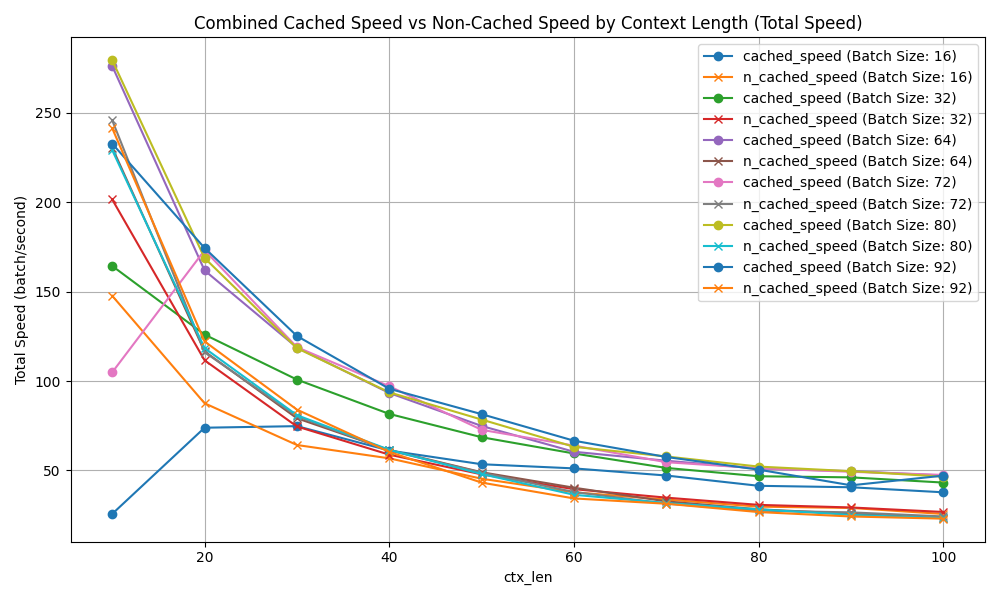 Combined Cached Speed vs Non-Cached Speed by Context Length (Total Speed)
cached_speed (Batch Size: 16)
n_cached_speed (Batch Size: 16)
cached_speed (Batch Size: 32)
n_cached_speed (Batch Size: 32)
cached_speed (Batch Size: 64)
n_cached_speed (Batch Size: 64)
cached_speed (Batch Size: 72)
n_cached_speed (Batch Size: 72)
cached_speed (Batch Size: 80)
n_cached_speed (Batch Size: 80)
cached_speed (Batch Size: 92)
n_cached_speed (Batch Size: 92)
Total Speed (batch/second)
250
200
150
100
50
20
40
60
80
100
ctx_len